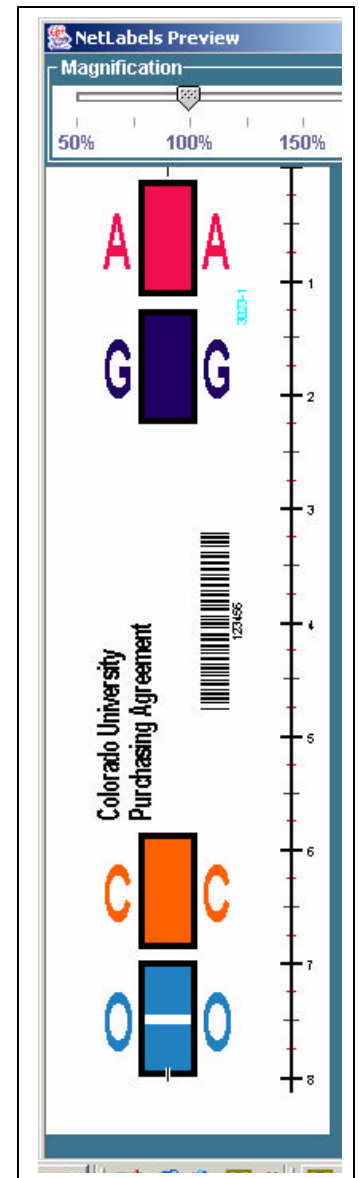 NetLabels Preview
Magnification
50% 100% 150%
A A
3023-1
1
G G
2
3
123456
4
Colorado University
Purchasing Agreement
5
C C
6
7
O O
8